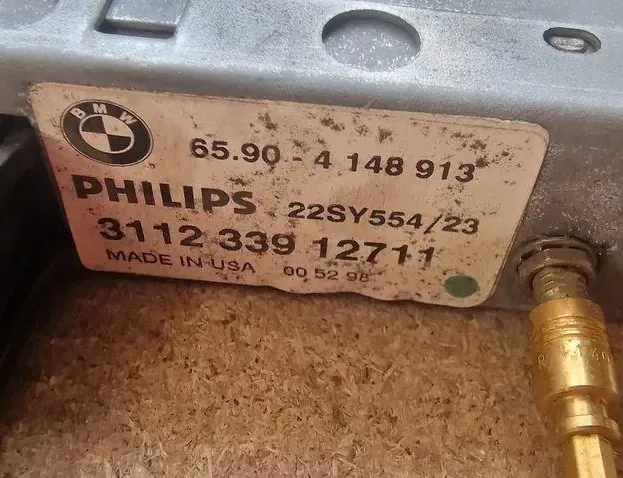 BMW
65.90 - 4 148 913
PHILIPS 22SY554/23
3112 339 12711
MADE IN USA 00 52 98